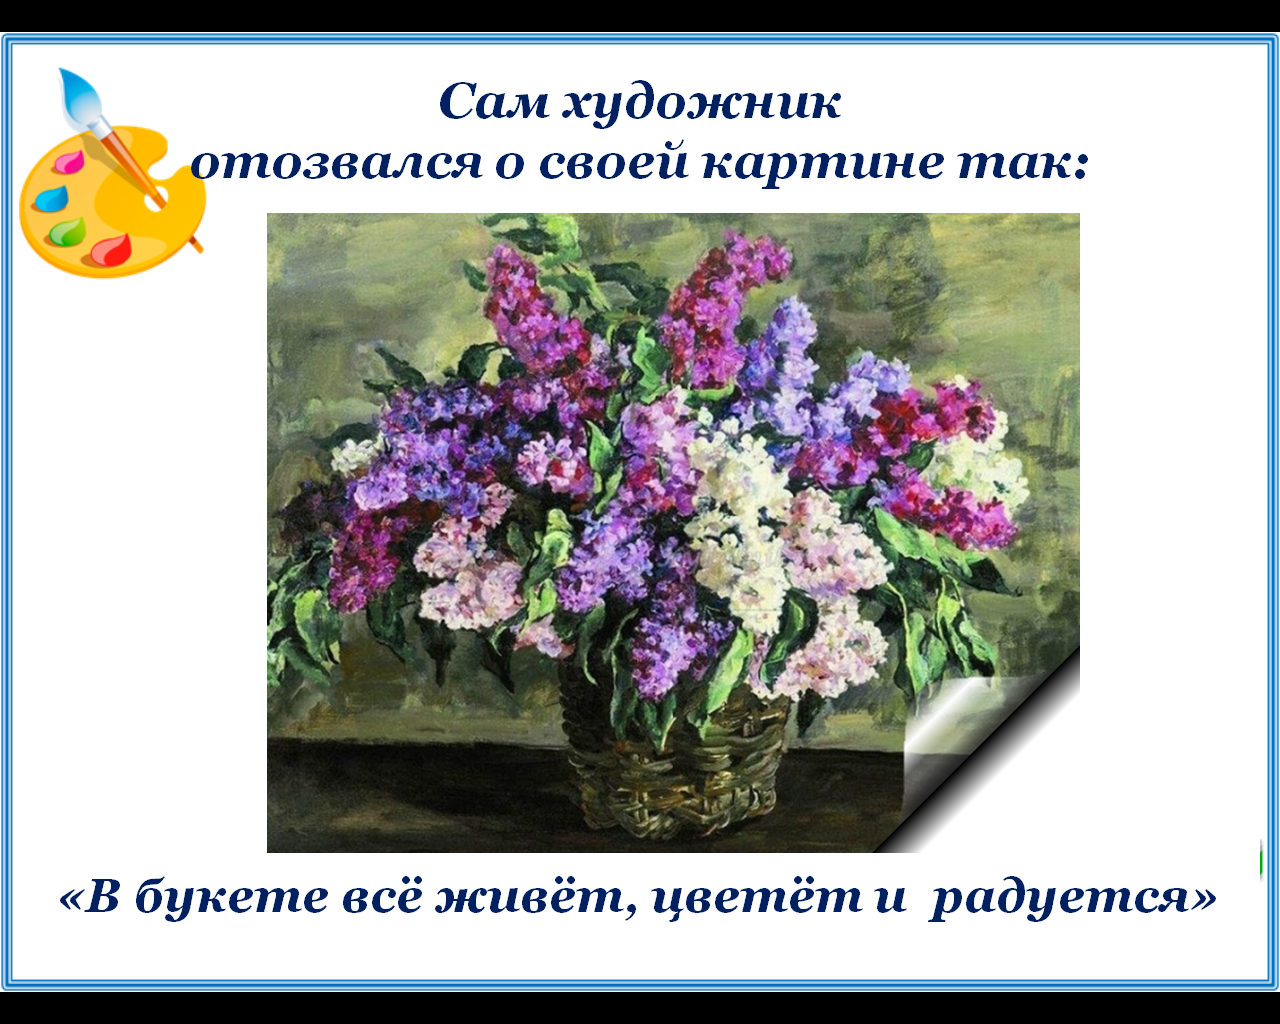 Сам художник
отозвался о своей картине так:
«В букете всё живёт, цветёт и радуется»